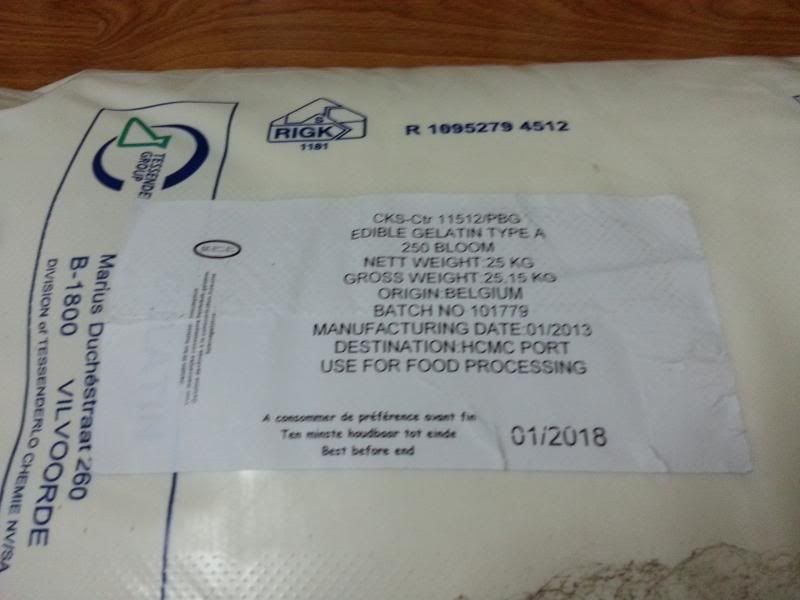 RIGK
1181
R 1095279 4512
TESSENDE
GROUP
Marius Duchéstraat 260
B-1800 VILVOORDE
DIVISION of TESSENDERLO CHEMIE NV/SA
CKS-Ctr 11512/PBG
EDIBLE GELATIN TYPE A
250 BLOOM
NETT WEIGHT:25 KG
GROSS WEIGHT:25,15 KG
ORIGIN:BELGIUM
BATCH NO 101779
MANUFACTURING DATE:01/2013
DESTINATION:HCMC PORT
USE FOR FOOD PROCESSING
A consommer de préférence avant fin
Ten minste houdbaar tot einde
Best before end
01/2018